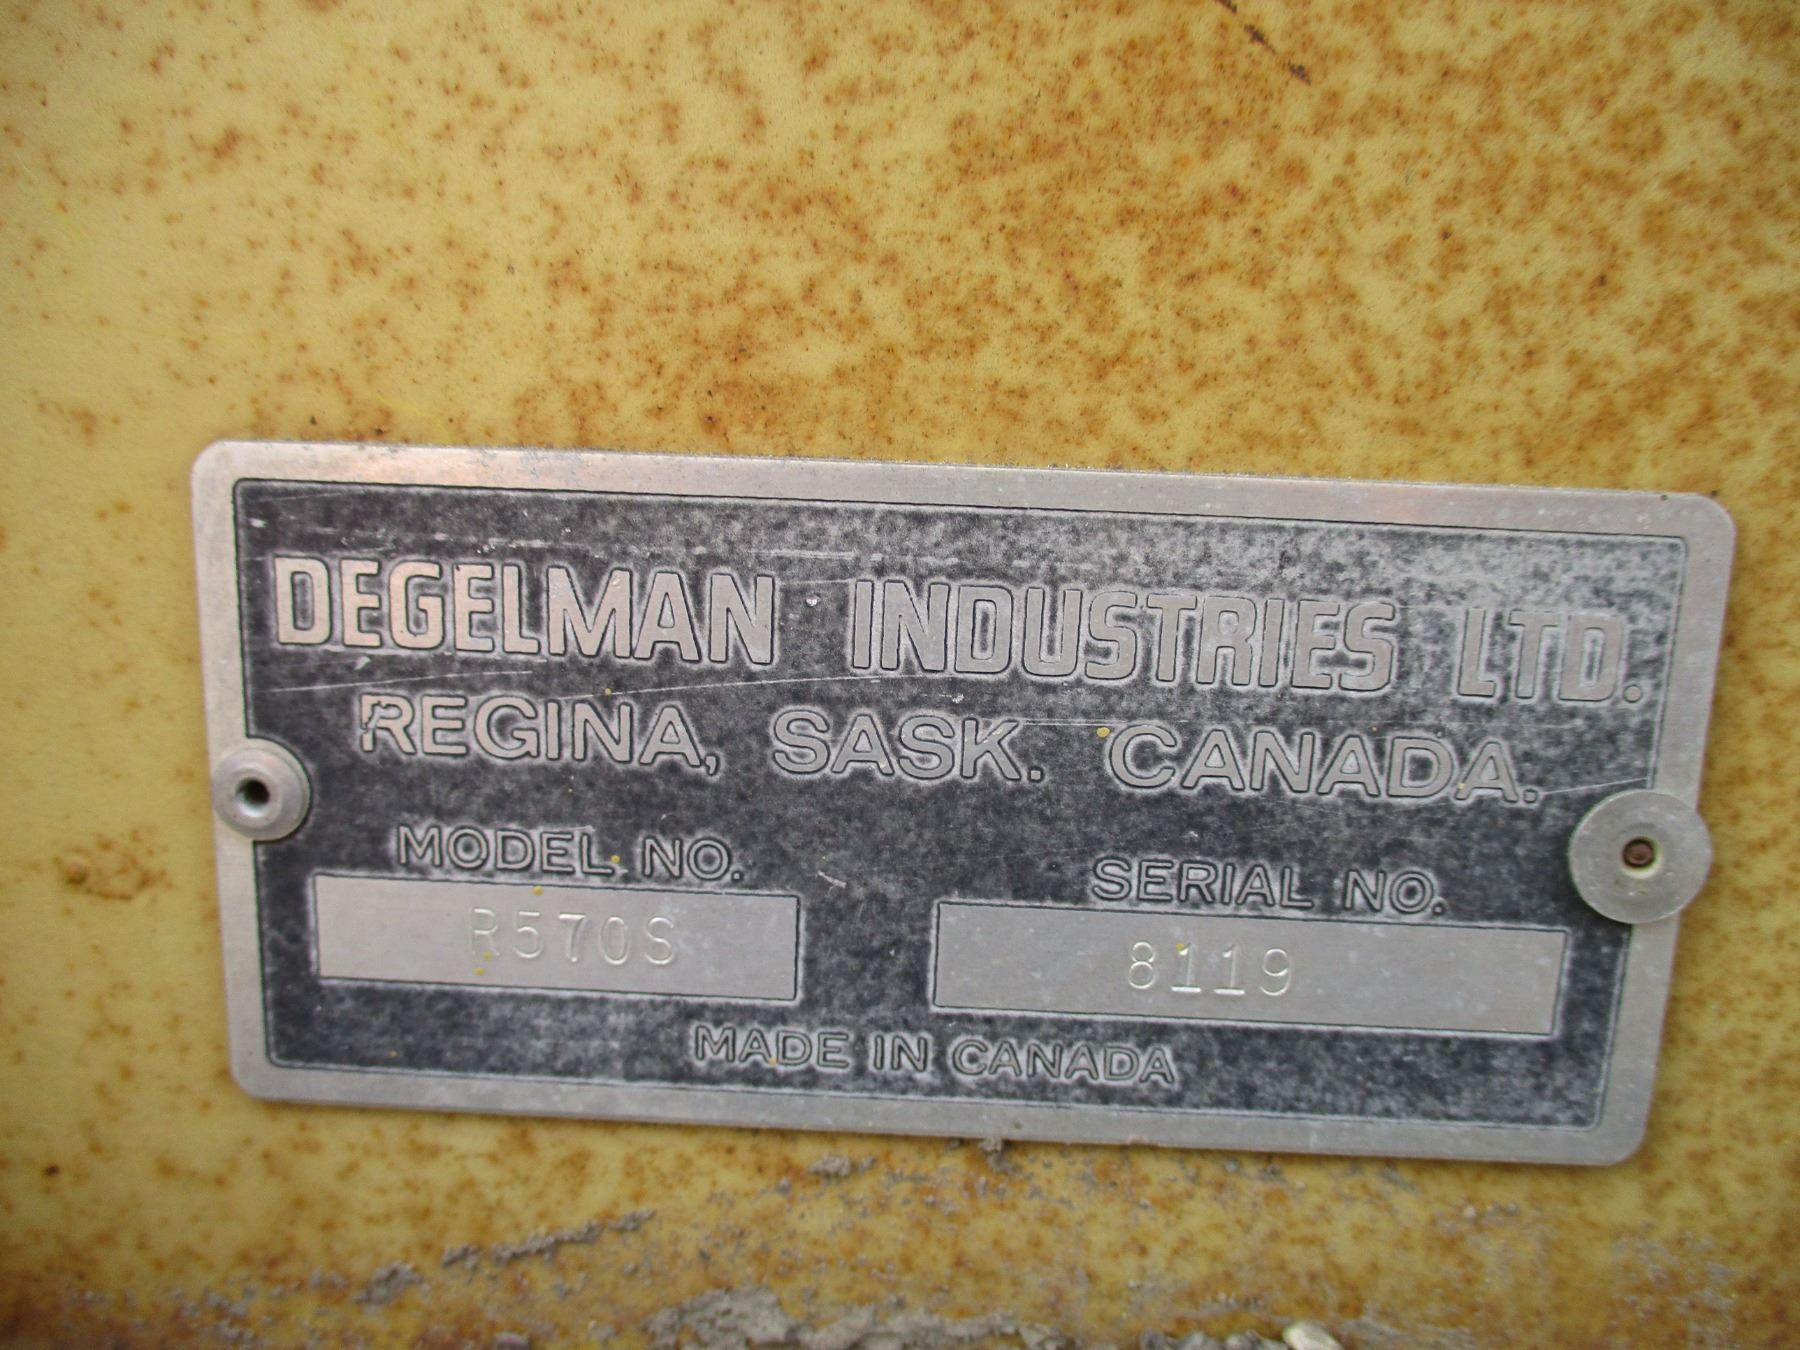 DEGELMAN INDUSTRIES LTD.
REGINA, SASK. CANADA.
MODEL NO. SERIAL NO.
R570S 8119
MADE IN CANADA